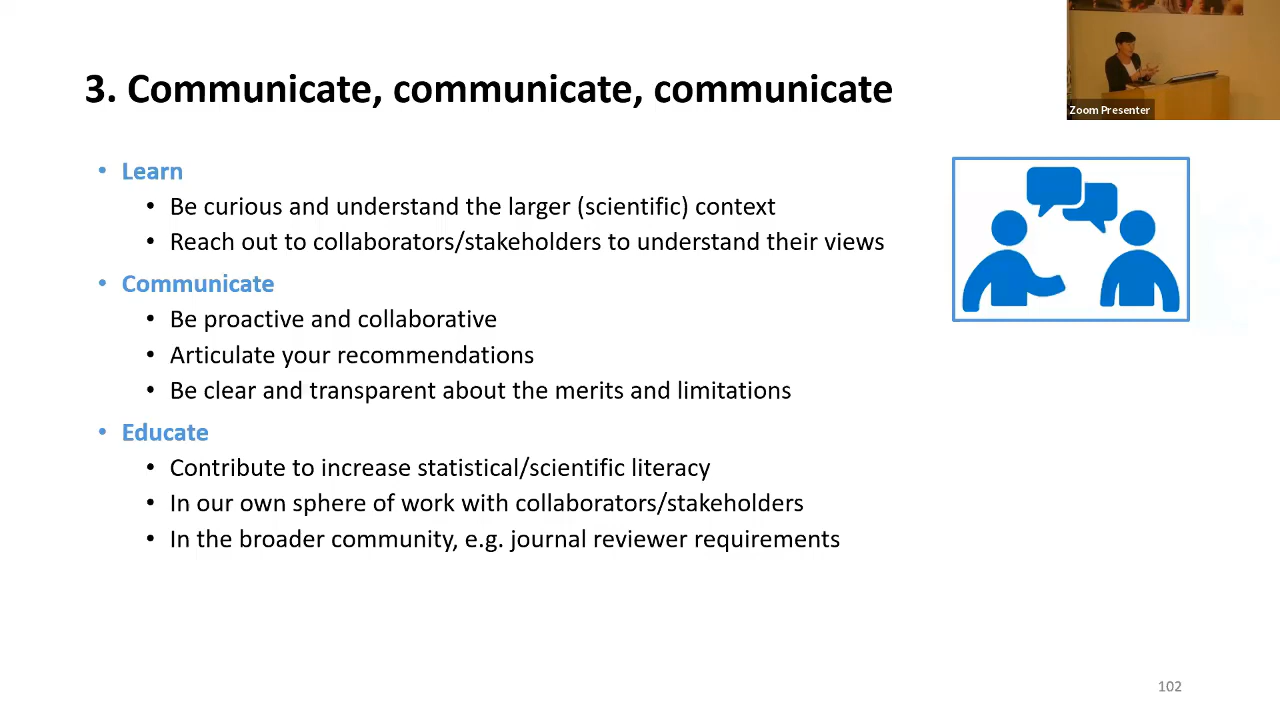 3. Communicate, communicate, communicate
Zoom Presenter
• Learn
• Be curious and understand the larger (scientific) context
• Reach out to collaborators/stakeholders to understand their views
• Communicate
• Be proactive and collaborative
• Articulate your recommendations
• Be clear and transparent about the merits and limitations
• Educate
• Contribute to increase statistical/scientific literacy
• In our own sphere of work with collaborators/stakeholders
• In the broader community, e.g. journal reviewer requirements
102